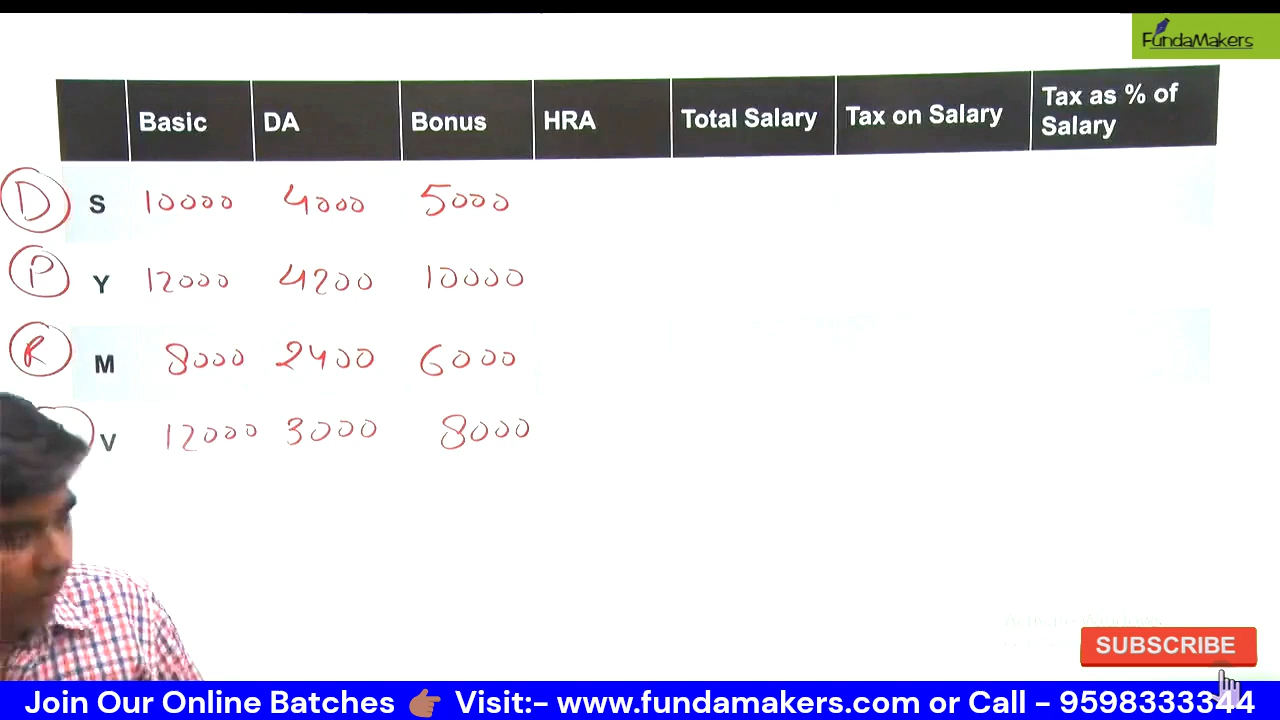 FundaMakers
Basic DA Bonus HRA Total Salary Tax on Salary Tax as % of
Salary
D S 10000 4000 5000
P Y 12000 4200 10000
R M 8000 2400 6000
V 12000 3000 8000
SUBSCRIBE
Join Our Online Batches Visit:- www.fundamakers.com or Call - 9598333344